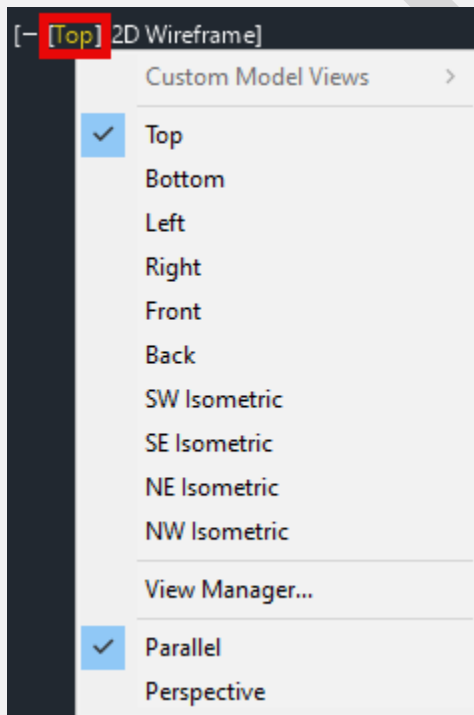 [− [Top] 2D Wireframe]
Custom Model Views
Top
Bottom
Left
Right
Front
Back
SW Isometric
SE Isometric
NE Isometric
NW Isometric
View Manager...
Parallel
Perspective